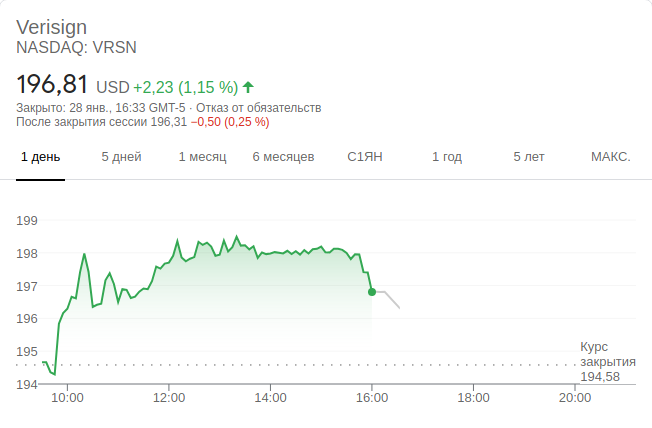 Verisign
NASDAQ: VRSN
196,81 USD +2,23 (1,15 %)
Закрыто: 28 янв., 16:33 GMT-5 · Отказ от обязательств
После закрытия сессии 196,31 −0,50 (0,25 %)
1 день 5 дней 1 месяц 6 месяцев С1ЯН 1 год 5 лет МАКС.
199
198
197
196
195
194
Курс
закрытия
194,58
10:00 12:00 14:00 16:00 18:00 20:00